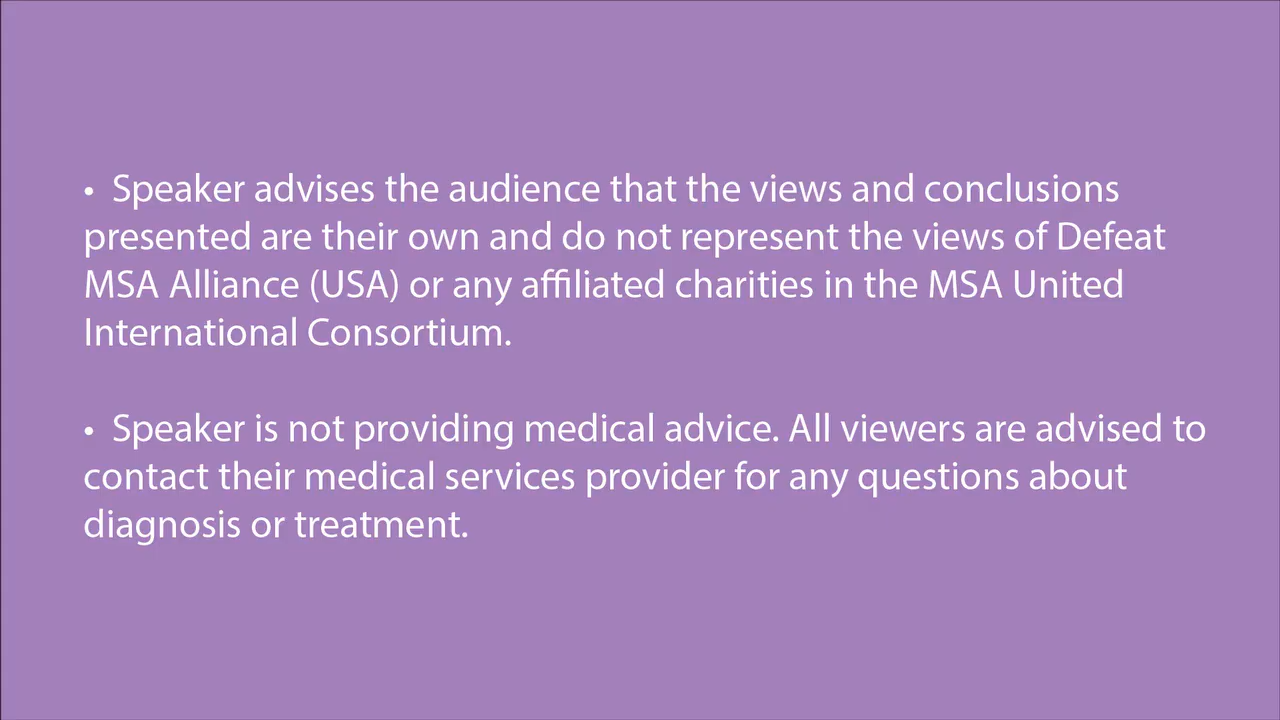 • Speaker advises the audience that the views and conclusions
presented are their own and do not represent the views of Defeat
MSA Alliance (USA) or any affiliated charities in the MSA United
International Consortium.
• Speaker is not providing medical advice. All viewers are advised to
contact their medical services provider for any questions about
diagnosis or treatment.